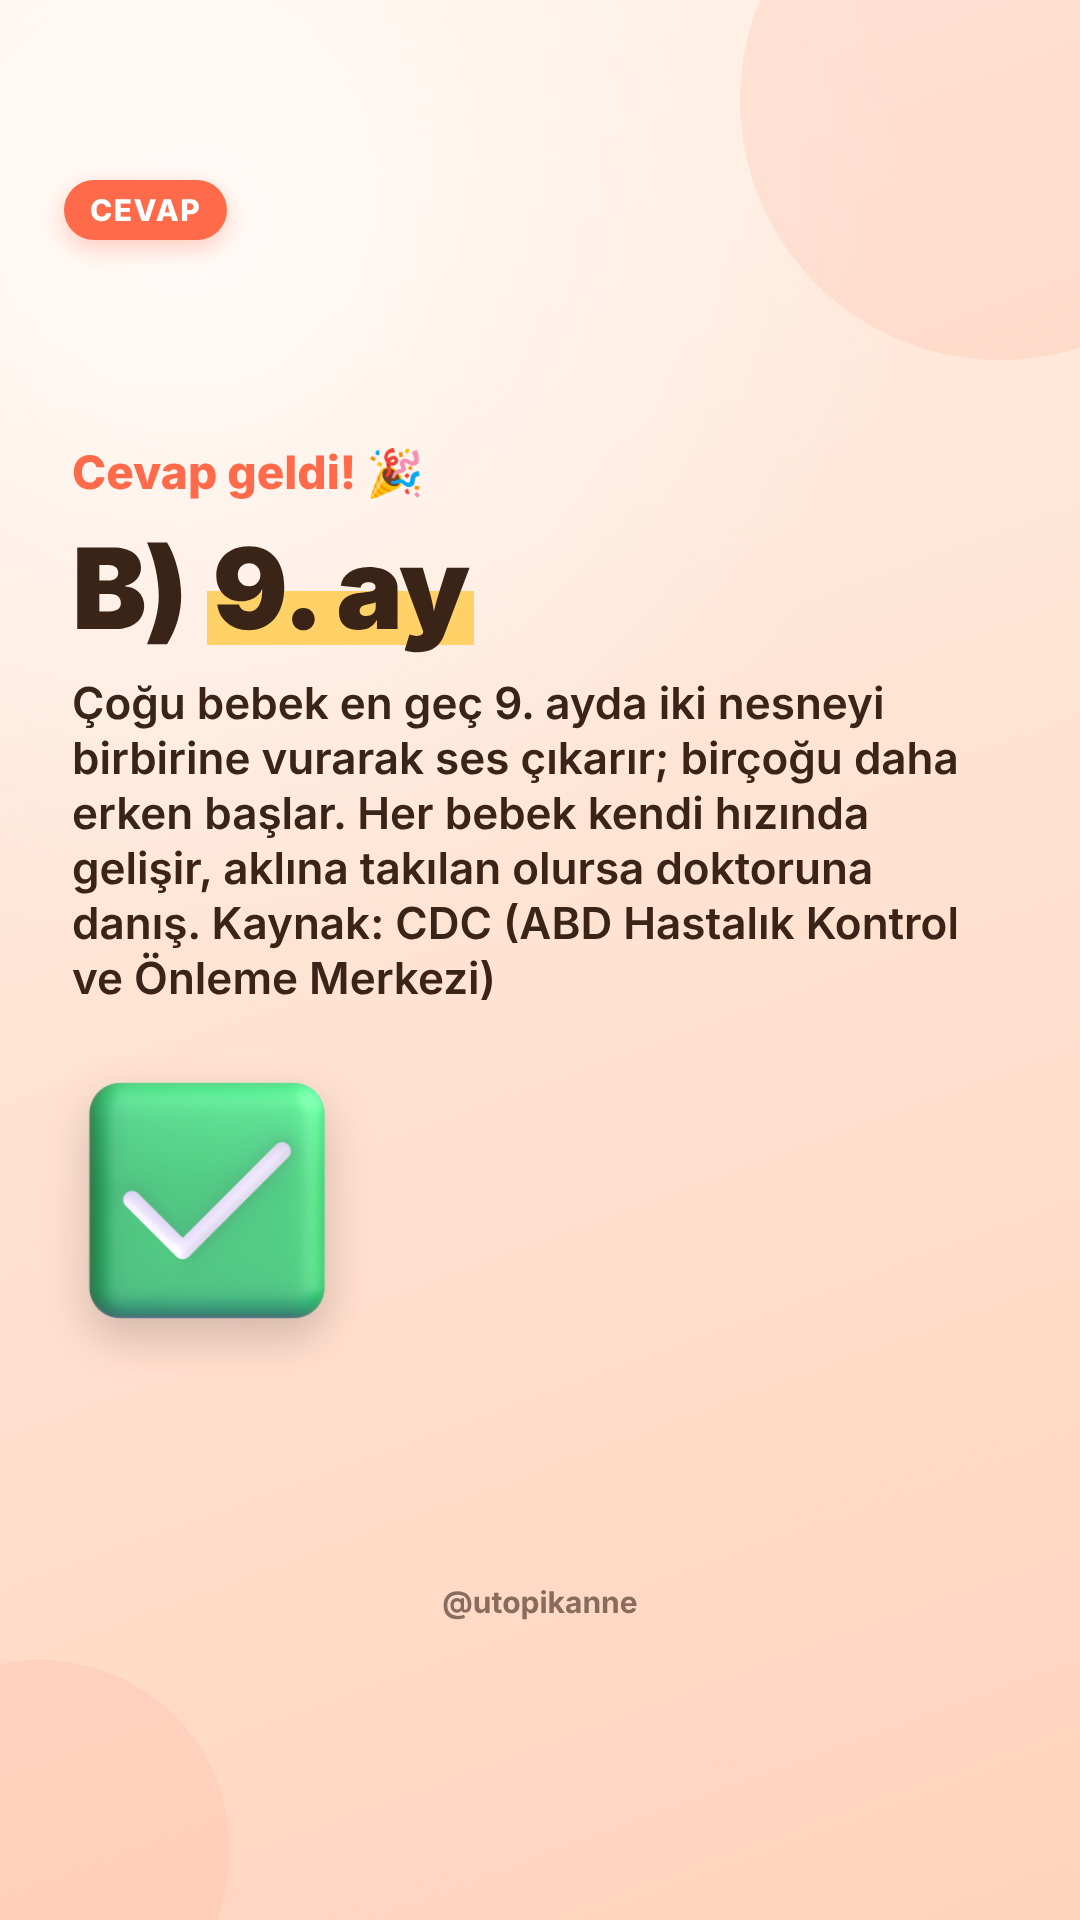 CEVAP
Cevap geldi! 🎉
B) 9. ay
Çoğu bebek en geç 9. ayda iki nesneyi
birbirine vurarak ses çıkarır; birçoğu daha
erken başlar. Her bebek kendi hızında
gelişir, aklına takılan olursa doktoruna
danış. Kaynak: CDC (ABD Hastalık Kontrol
ve Önleme Merkezi)
@utopikanne